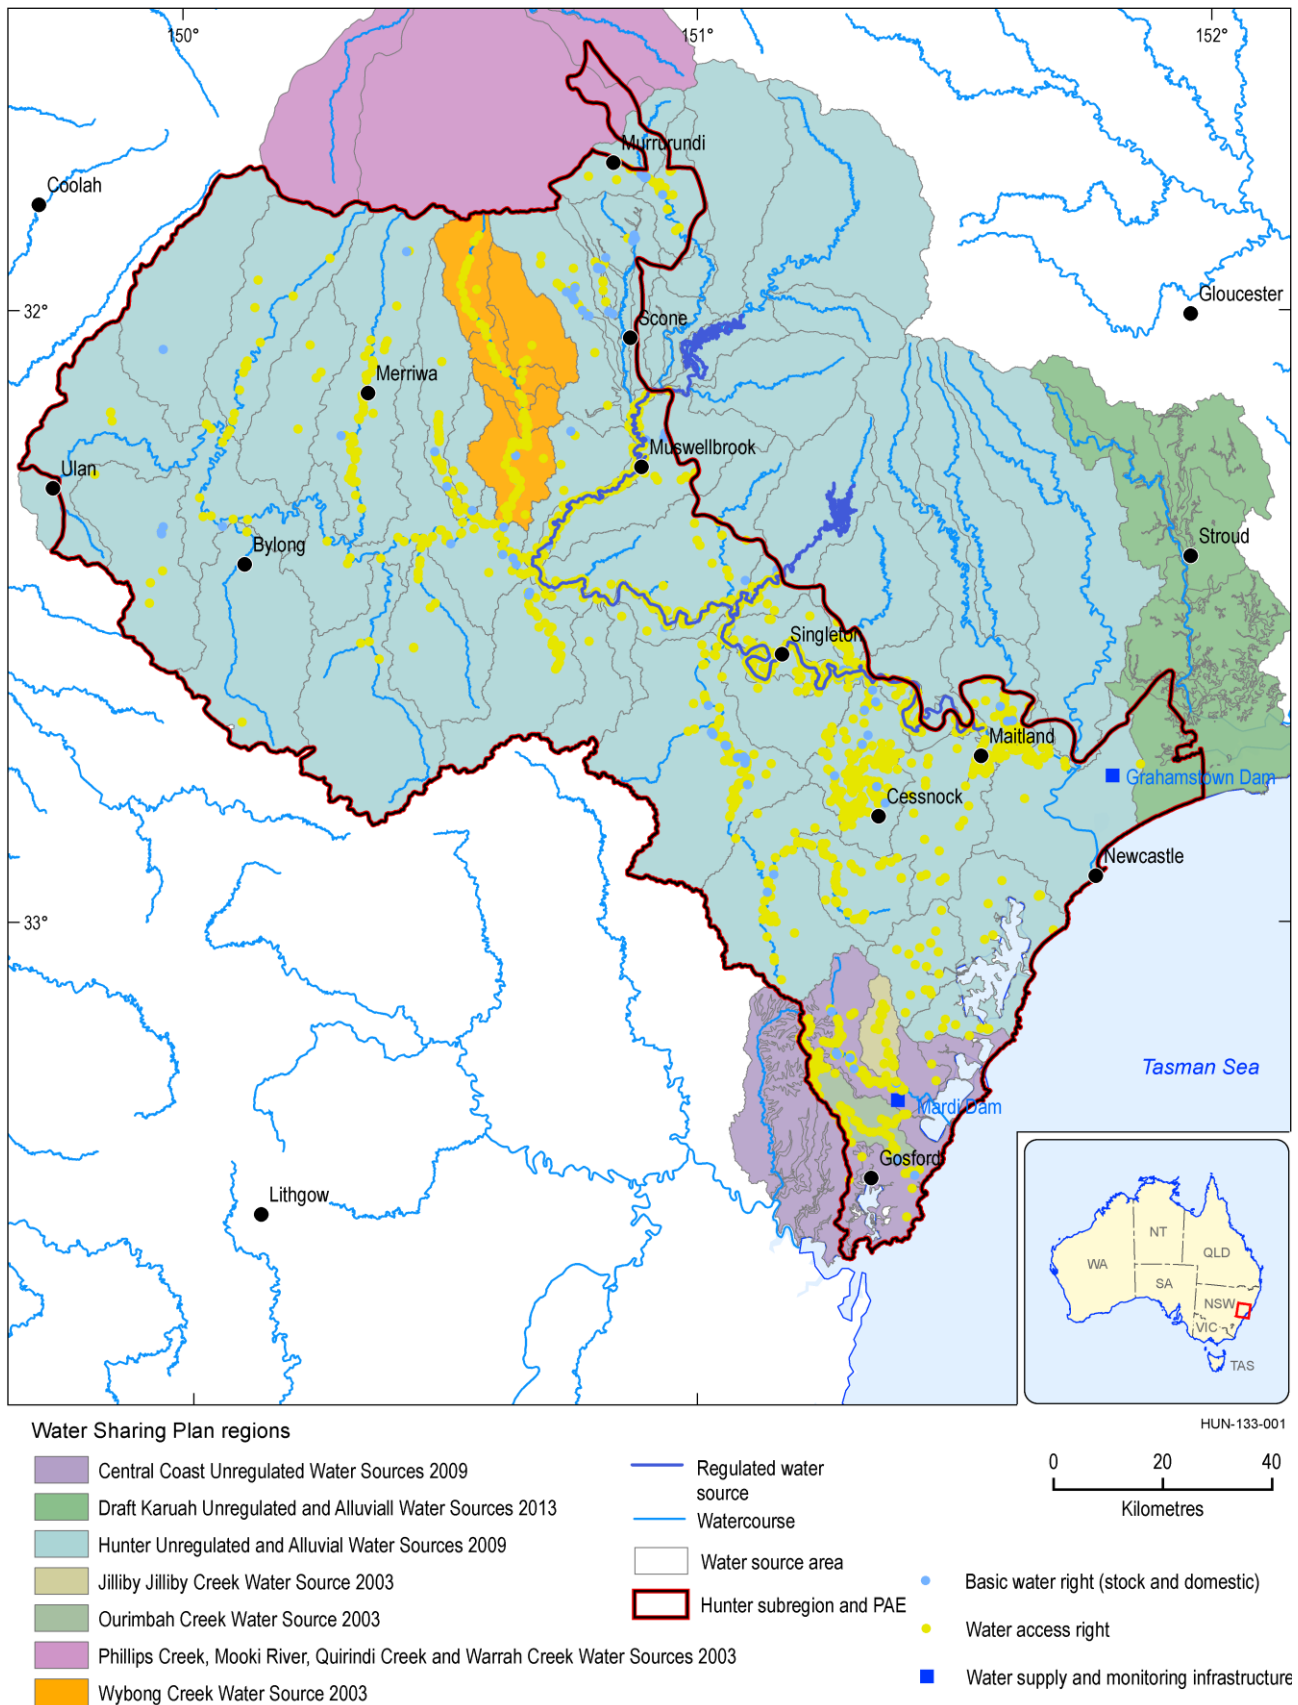 150°
151°
152°
Murrurundi
Coolah
Gloucester
32°
Scone
Merriwa
Muswellbrook
Ulan
Stroud
Bylong
Singleton
Maitland
Grahamstown Dam
Cessnock
Newcastle
33°
Tasman Sea
Mardi Dam
Gosford
Lithgow
NT
QLD
WA
SA
NSW
VIC
TAS
HUN-133-001
Water Sharing Plan regions
Central Coast Unregulated Water Sources 2009
Draft Karuah Unregulated and Alluviall Water Sources 2013
Hunter Unregulated and Alluvial Water Sources 2009
Jilliby Jilliby Creek Water Source 2003
Ourimbah Creek Water Source 2003
Phillips Creek, Mooki River, Quirindi Creek and Warrah Creek Water Sources 2003
Wybong Creek Water Source 2003
Regulated water
source
Watercourse
Water source area
Hunter subregion and PAE
0 20 40
Kilometres
Basic water right (stock and domestic)
Water access right
Water supply and monitoring infrastructure